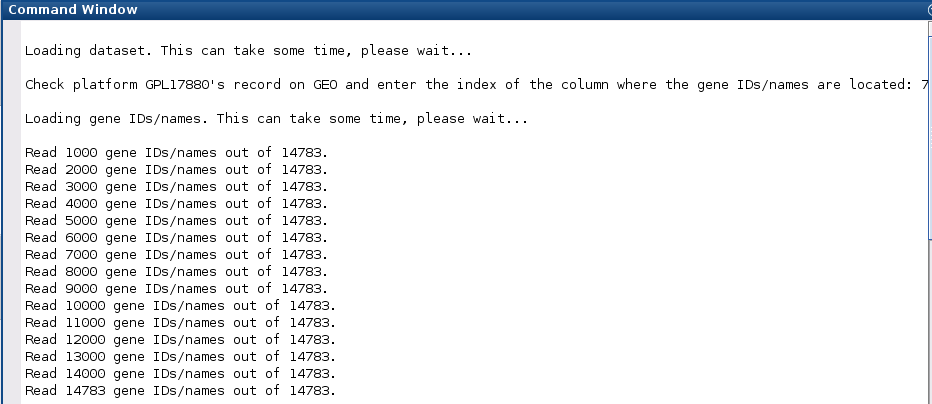 Command Window
Loading dataset. This can take some time, please wait...
Check platform GPL17880's record on GEO and enter the index of the column where the gene IDs/names are located: 7
Loading gene IDs/names. This can take some time, please wait...
Read 1000 gene IDs/names out of 14783.
Read 2000 gene IDs/names out of 14783.
Read 3000 gene IDs/names out of 14783.
Read 4000 gene IDs/names out of 14783.
Read 5000 gene IDs/names out of 14783.
Read 6000 gene IDs/names out of 14783.
Read 7000 gene IDs/names out of 14783.
Read 8000 gene IDs/names out of 14783.
Read 9000 gene IDs/names out of 14783.
Read 10000 gene IDs/names out of 14783.
Read 11000 gene IDs/names out of 14783.
Read 12000 gene IDs/names out of 14783.
Read 13000 gene IDs/names out of 14783.
Read 14000 gene IDs/names out of 14783.
Read 14783 gene IDs/names out of 14783.